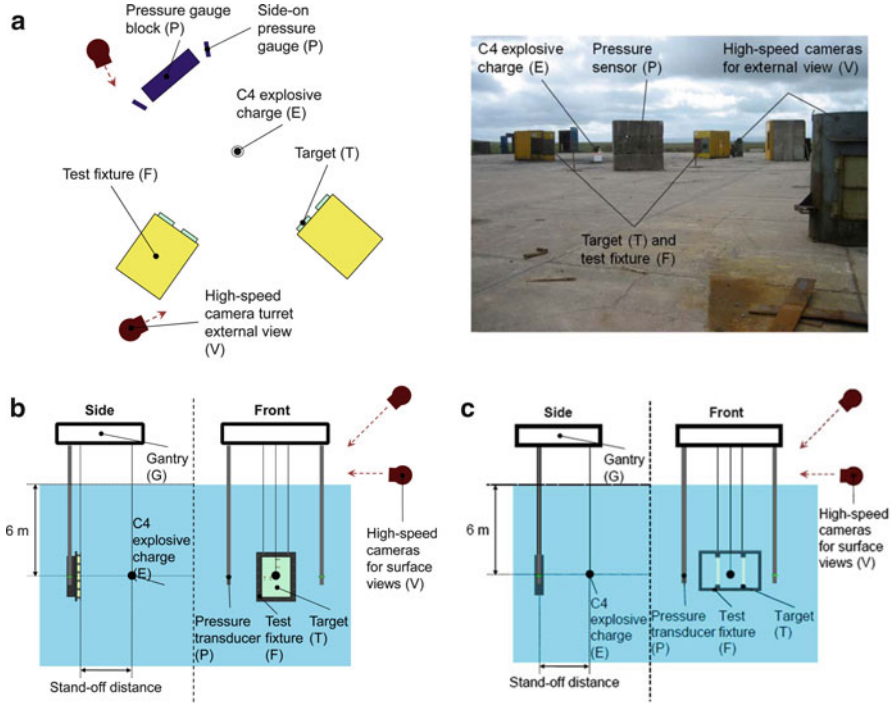 a
Pressure gauge
block (P)
Side-on
pressure
gauge (P)
C4 explosive
charge (E)
Target (T)
Test fixture (F)
High-speed
camera turret
external view
(V)
C4 explosive
charge (E)
Pressure
sensor (P)
High-speed cameras
for external view (V)
Target (T) and
test fixture (F)
b
Side
Front
Gantry
(G)
6 m
C4
explosive
charge
(E)
High-speed
cameras
for surface
views (V)
Pressure
transducer
(P)
Test
fixture
(F)
Target
(T)
Stand-off distance
c
Side
Front
Gantry
(G)
6 m
High-speed
cameras
for surface
views (V)
C4
explosive
charge
(E)
Pressure
transducer
(P)
Test
fixture
(F)
Target
(T)
Stand-off distance